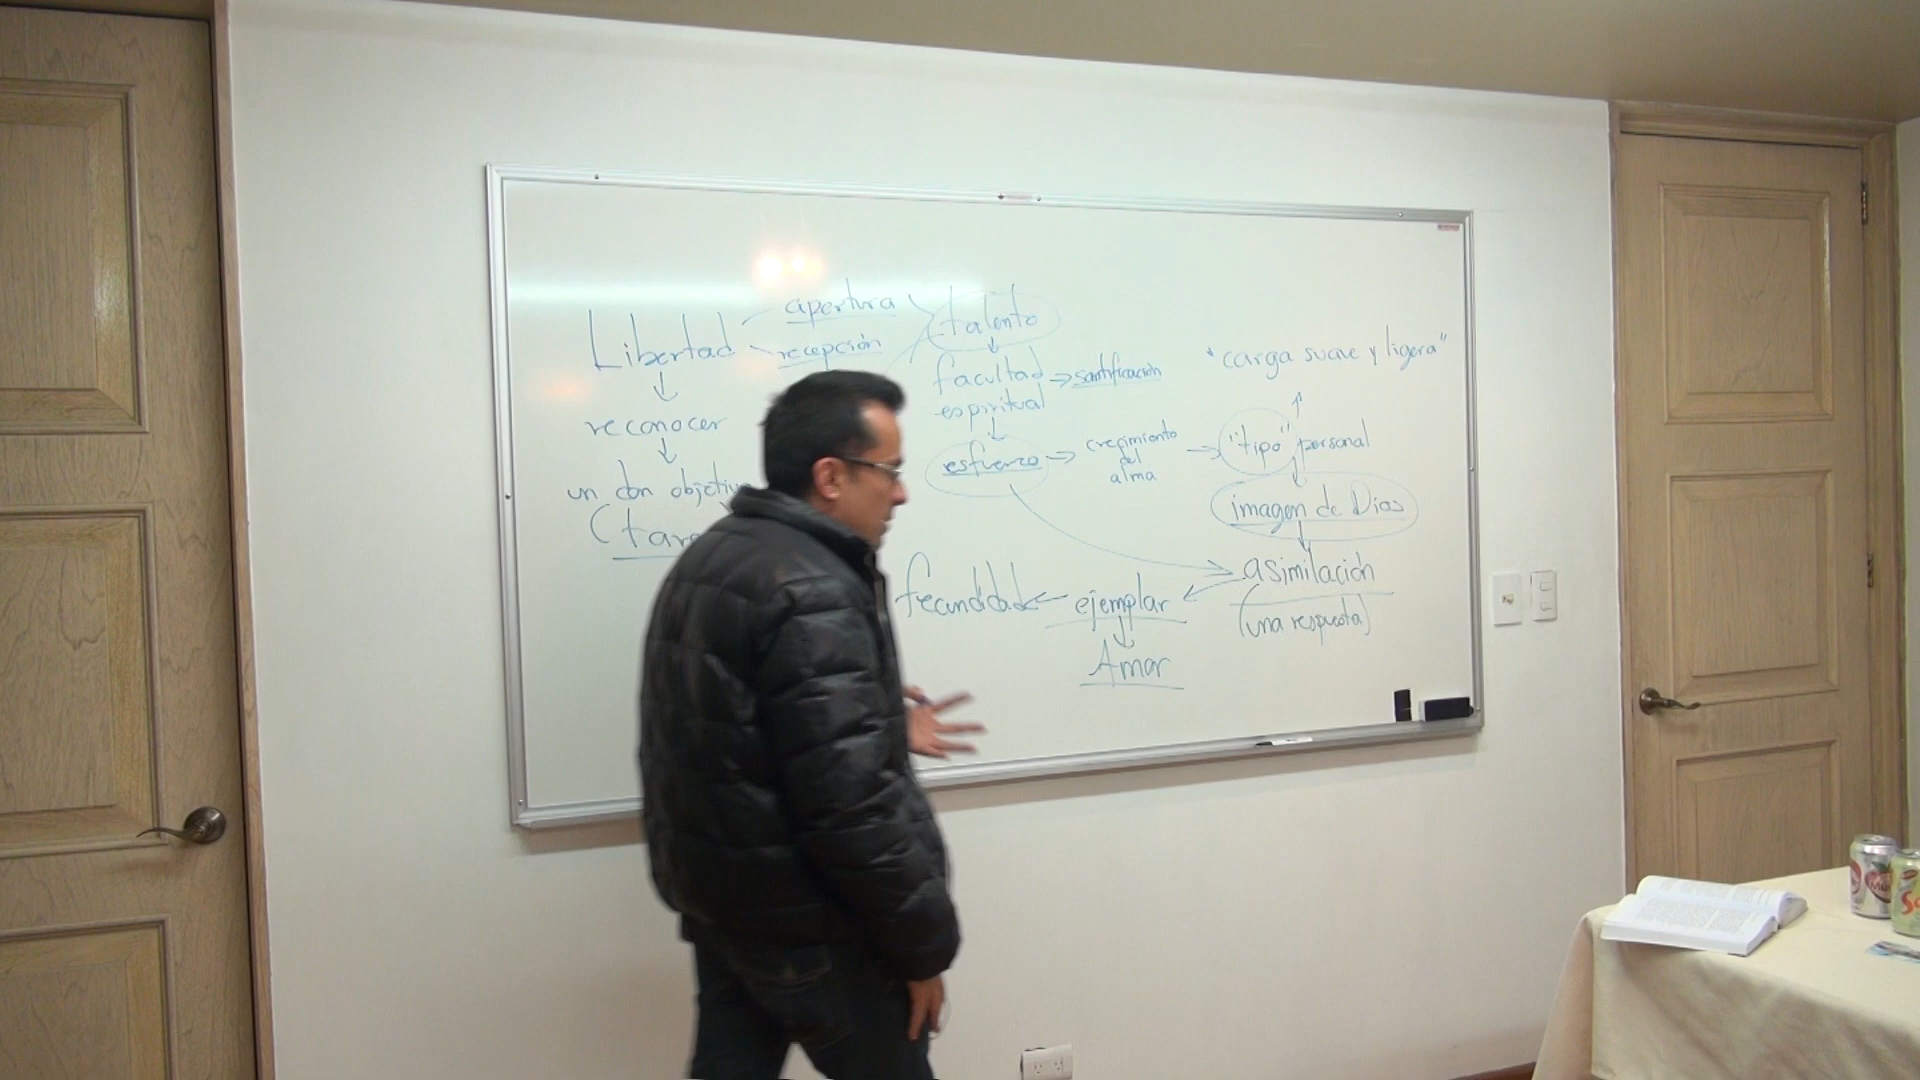 Libertad
reconocer
un don objetivo
apertura
recepción
talento
facultad
espiritual
santificación
esfuerzo
crecimiento
del
alma
"tipo" personal
"carga suave y ligera"
imagen de Dios
asimilación
(una respuesta)
ejemplar
fecundidad
Amar